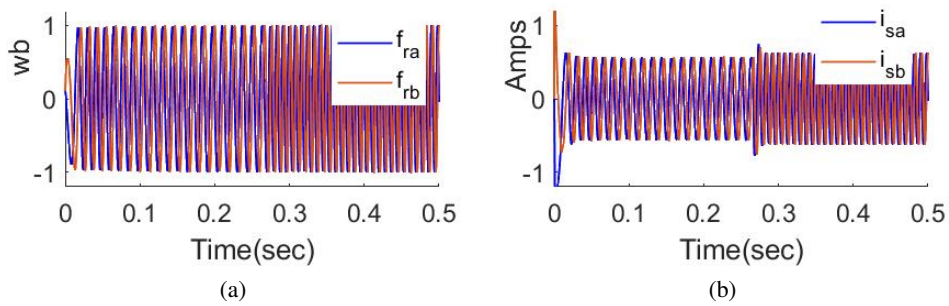 wb
1
0
-1
f_ra
f_rb
0 0.1 0.2 0.3 0.4 0.5
Time(sec)
(a)
Amps
1
0
-1
i_sa
i_sb
0 0.1 0.2 0.3 0.4 0.5
Time(sec)
(b)